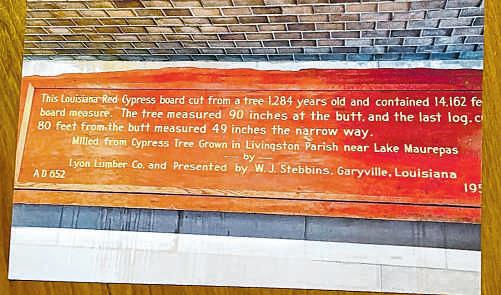 This Louisiana Red Cypress board cut from a tree 1,284 years old and contained 14,162 fe
board measure. The tree measured 90 inches at the butt, and the last log, c
80 feet from the butt measured 49 inches the narrow way.
Milled from Cypress Tree Grown in Livingston Parish near Lake Maurepas
— by —
Lyon Lumber Co. and Presented by W.J. Stebbins, Garyville, Louisiana
A D 652
195